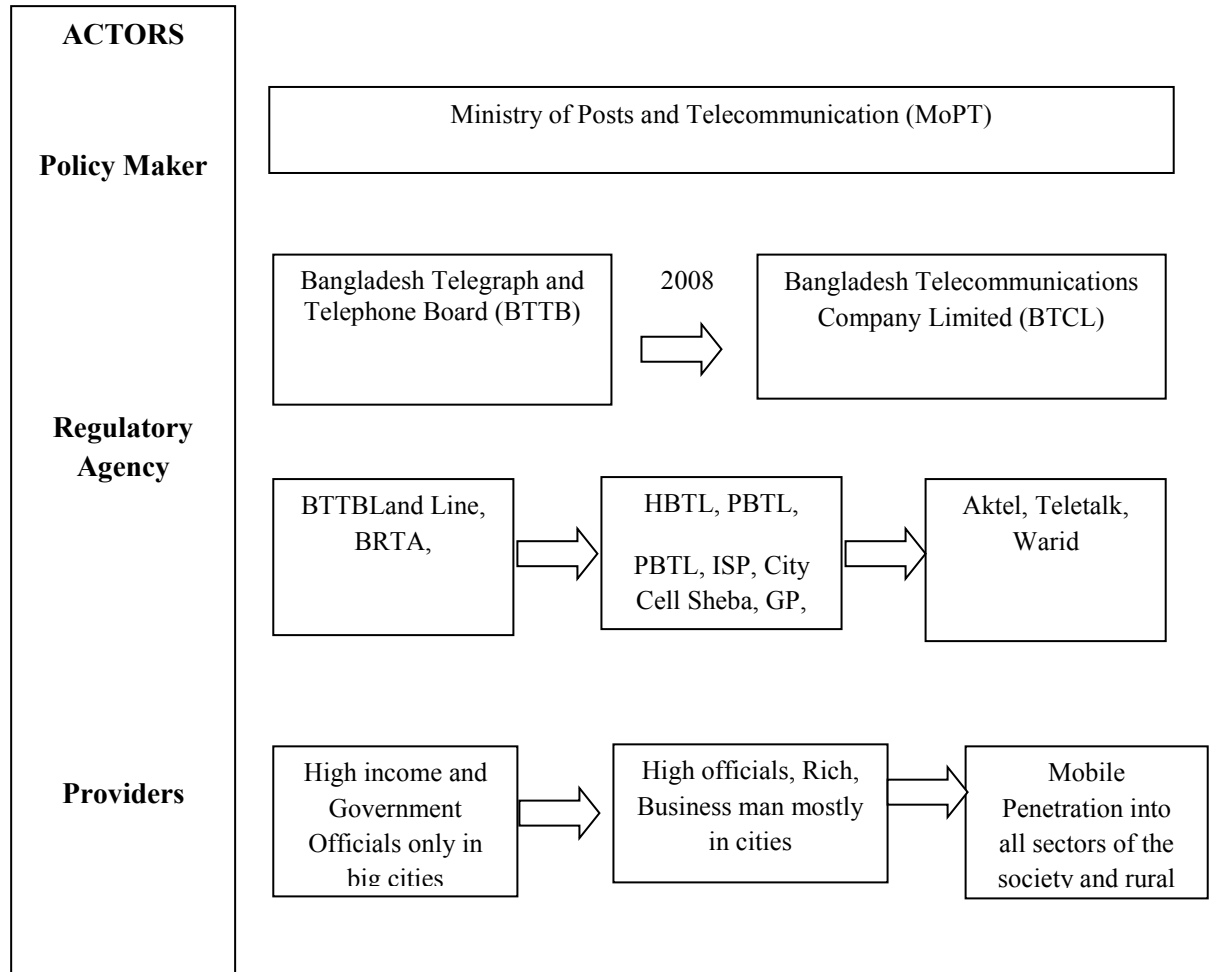 ACTORS
Ministry of Posts and Telecommunication (MoPT)
Policy Maker
Bangladesh Telegraph and
Telephone Board (BTTB)
2008
Bangladesh Telecommunications
Company Limited (BTCL)
Regulatory
Agency
BTTBLand Line,
BRTA,
HBTL, PBTL,
PBTL, ISP, City
Cell Sheba, GP,
Aktel, Teletalk,
Warid
Providers
High income and
Government
Officials only in
big cities
High officials, Rich,
Business man mostly
in cities
Mobile
Penetration into
all sectors of the
society and rural